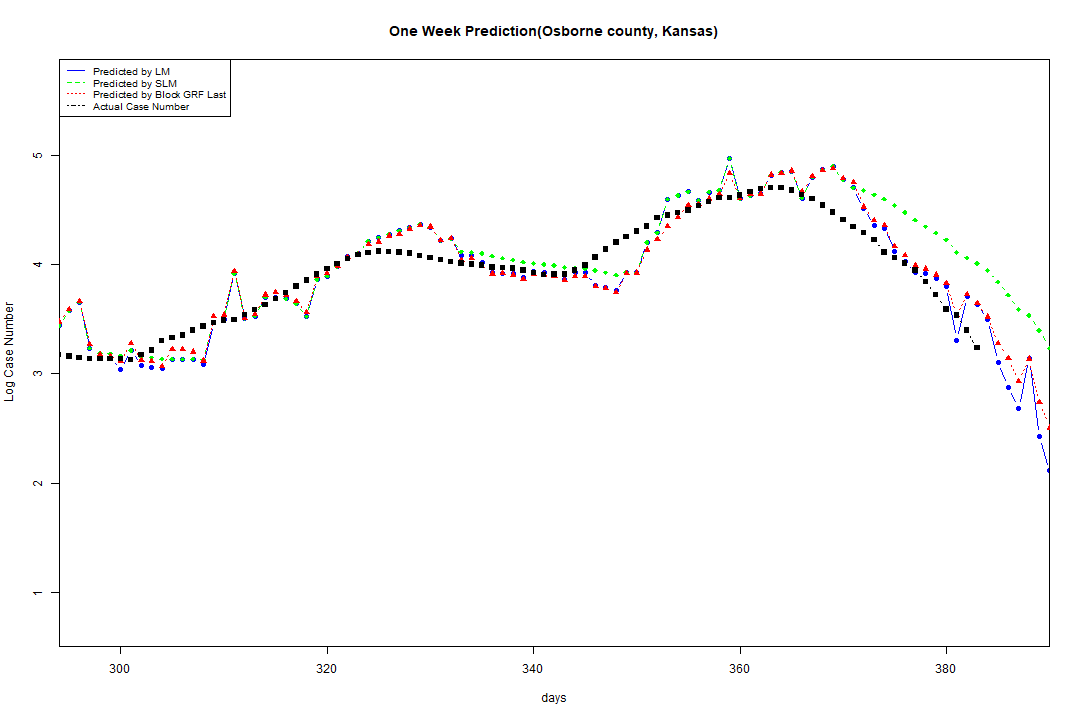 One Week Prediction(Osborne county, Kansas)
Predicted by LM
Predicted by SLM
Predicted by Block GRF Last
Actual Case Number
5
4
3
2
1
Log Case Number
300 320 340 360 380
days